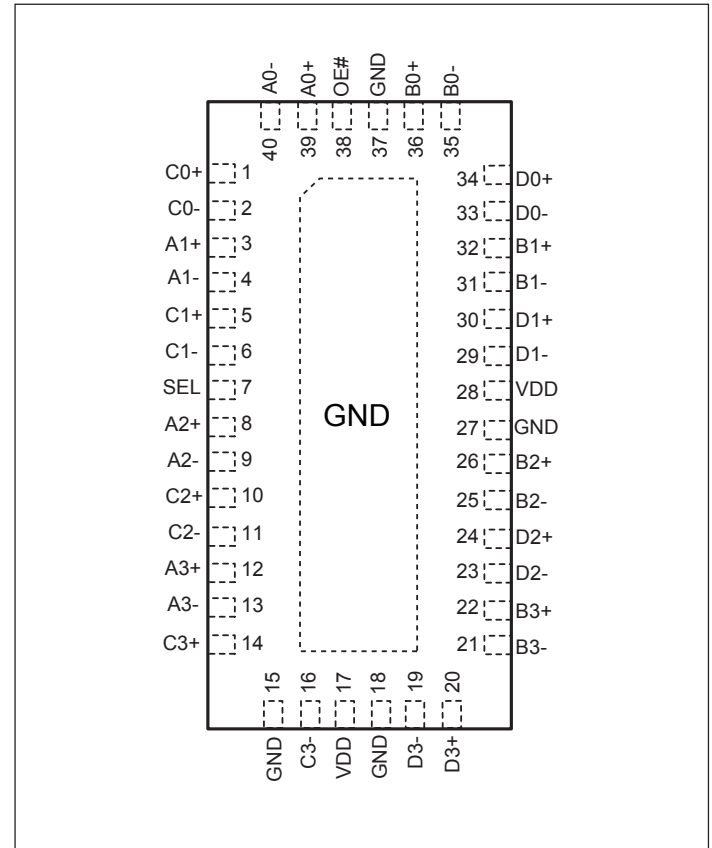 A0- A0+ OE# GND B0+ B0-
40 39 38 37 36 35
C0+ 1 34 D0+
C0- 2 33 D0-
A1+ 3 32 B1+
A1- 4 31 B1-
C1+ 5 30 D1+
C1- 6 29 D1-
SEL 7 28 VDD
A2+ 8 GND 27 GND
A2- 9 26 B2+
C2+ 10 25 B2-
C2- 11 24 D2+
A3+ 12 23 D2-
A3- 13 22 B3+
C3+ 14 21 B3-
15 16 17 18 19 20
GND C3- VDD GND D3- D3+